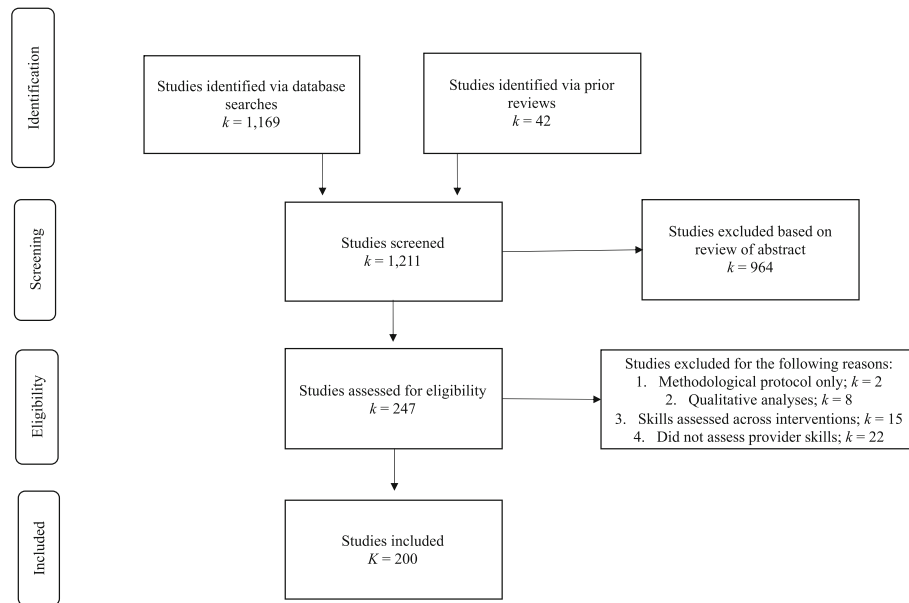 Identification
Studies identified via database
searches
k = 1,169
Studies identified via prior
reviews
k = 42
Screening
Studies screened
k = 1,211
Studies excluded based on
review of abstract
k = 964
Eligibility
Studies assessed for eligibility
k = 247
Studies excluded for the following reasons:
1. Methodological protocol only; k = 2
2. Qualitative analyses; k = 8
3. Skills assessed across interventions; k = 15
4. Did not assess provider skills; k = 22
Included
Studies included
K = 200